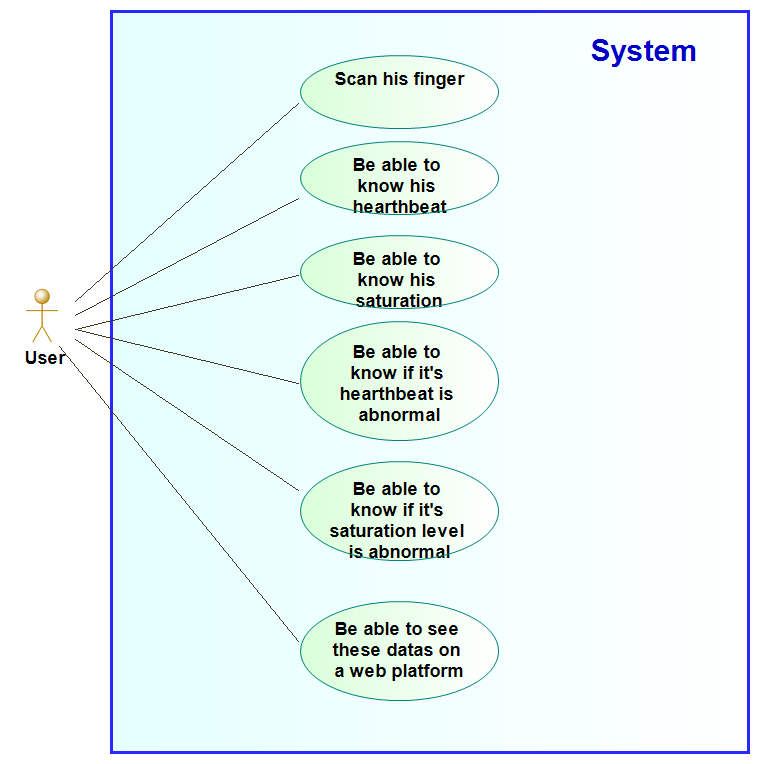 System
Scan his finger
Be able to
know his
hearthbeat
Be able to
know his
saturation
User
Be able to
know if it's
hearthbeat is
abnormal
Be able to
know if it's
saturation level
is abnormal
Be able to see
these datas on
a web platform